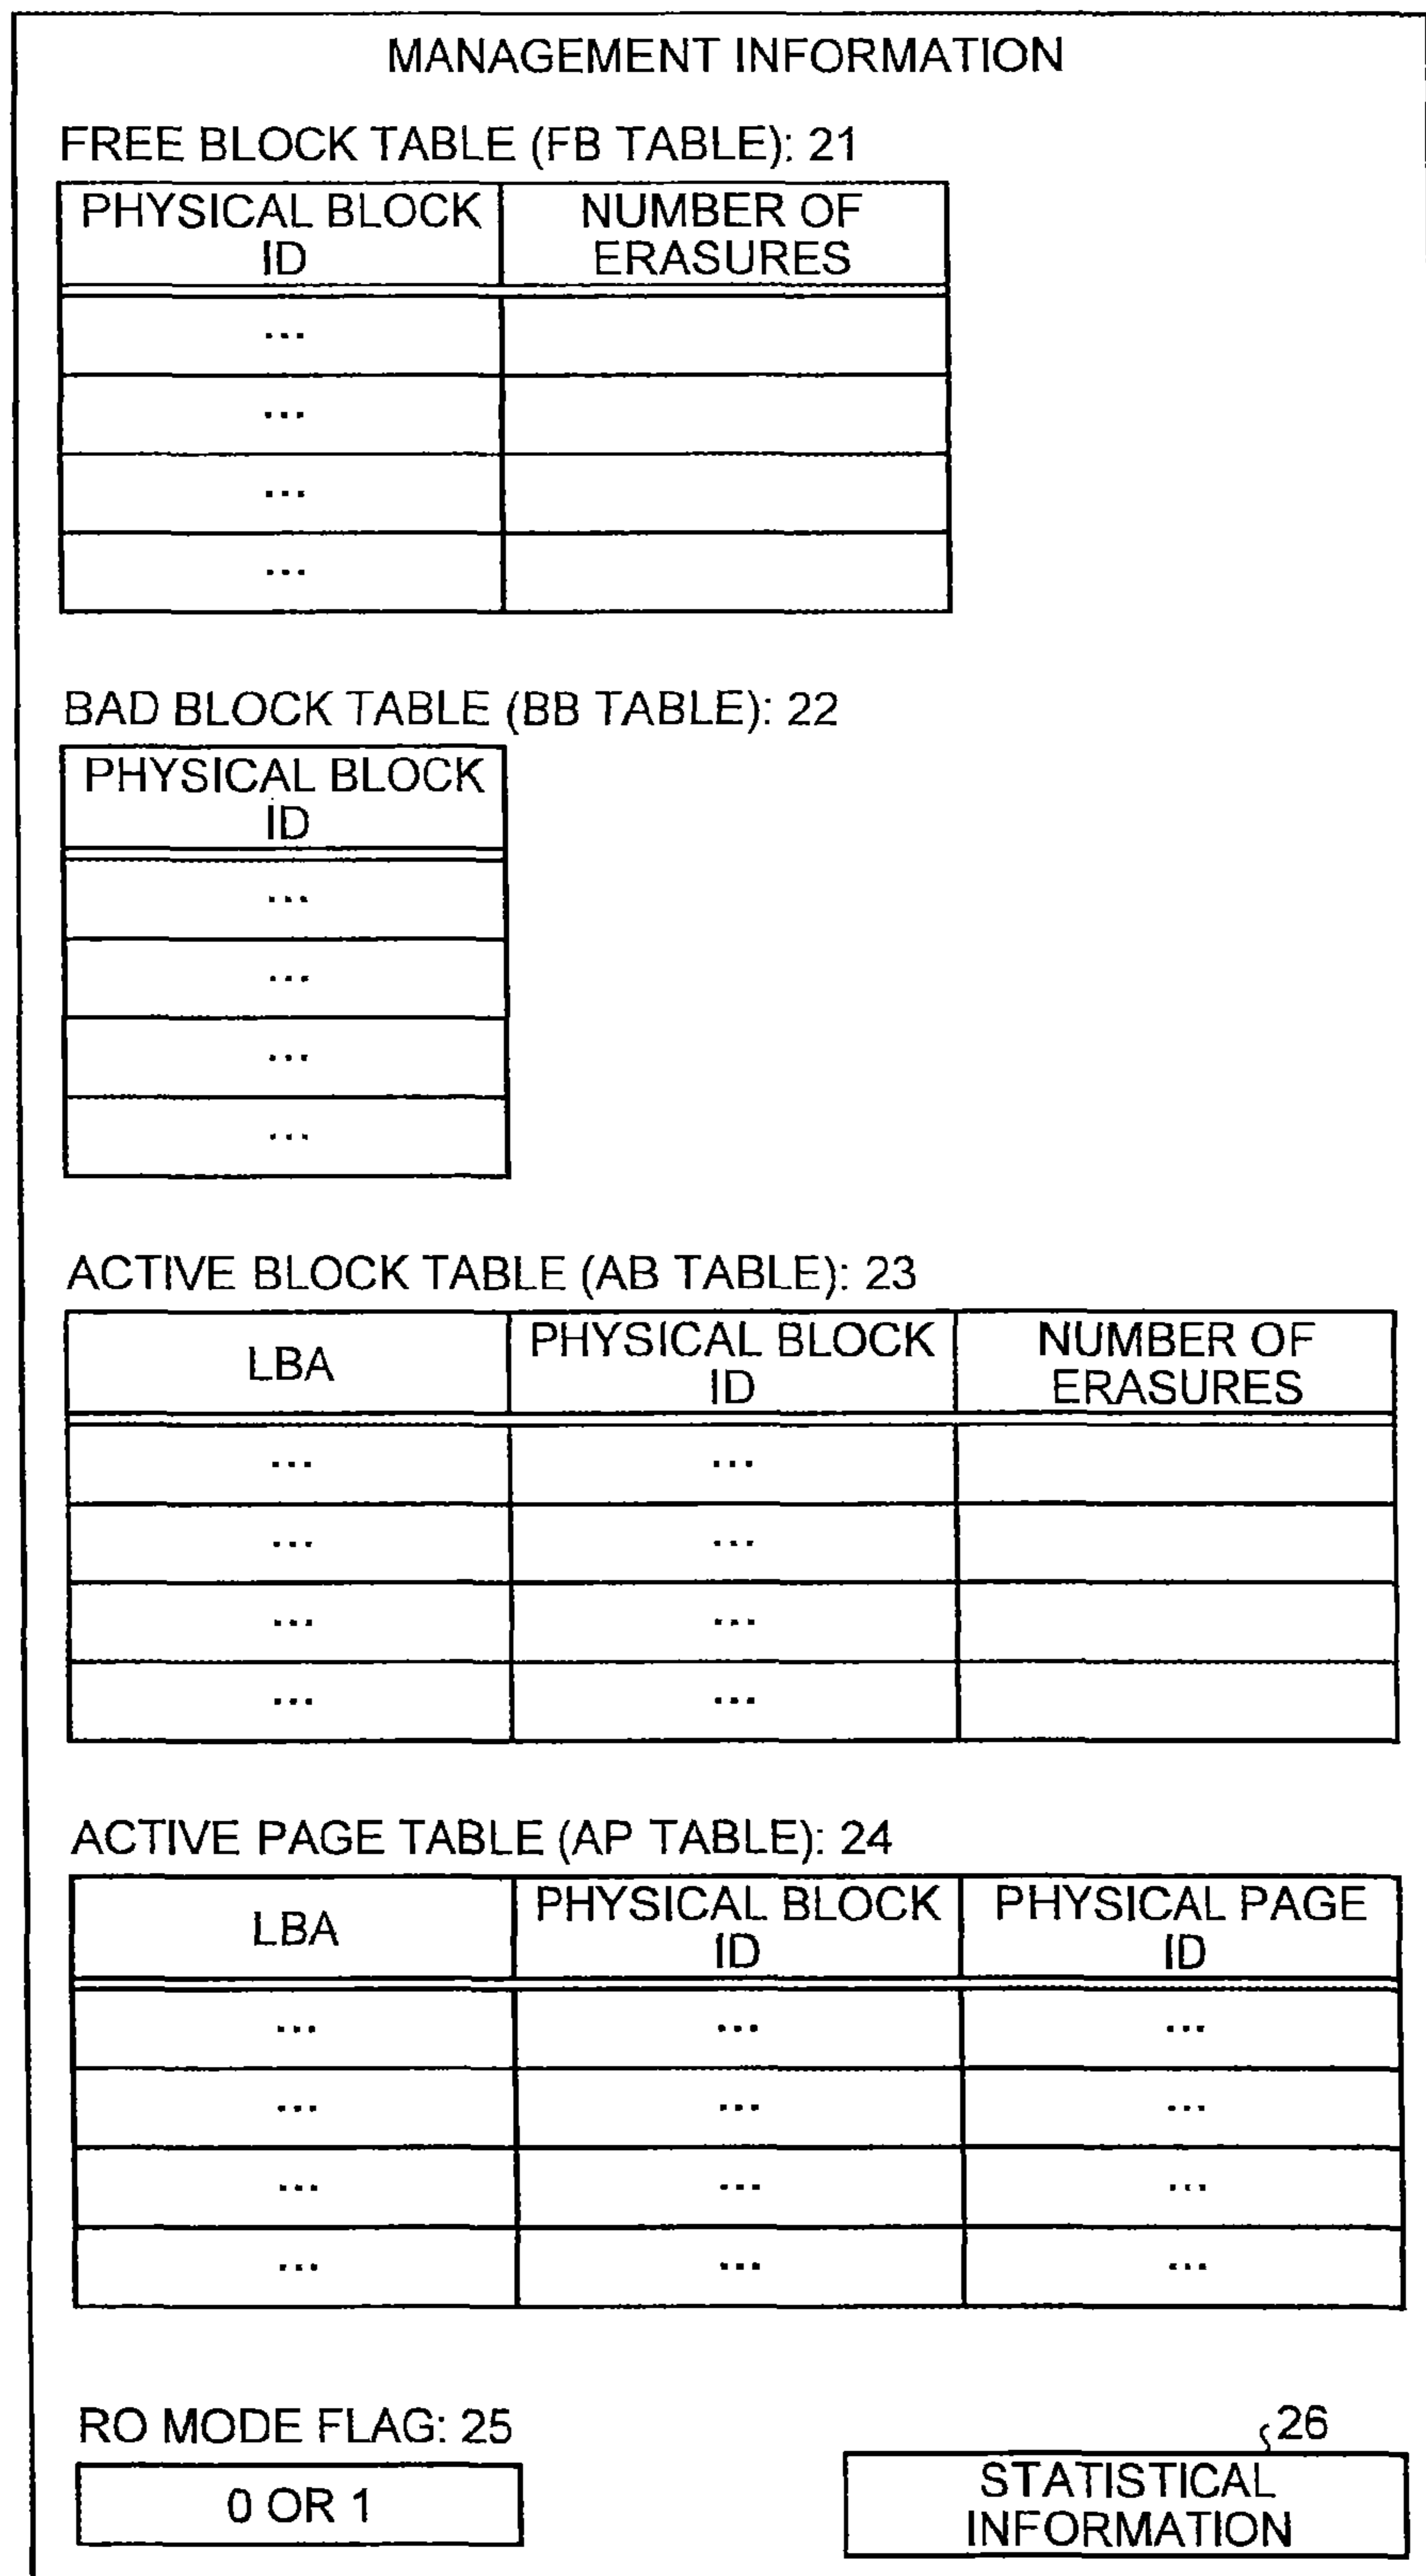 MANAGEMENT INFORMATION
FREE BLOCK TABLE (FB TABLE): 21
PHYSICAL BLOCK ID NUMBER OF ERASURES
...
...
...
...
BAD BLOCK TABLE (BB TABLE): 22
PHYSICAL BLOCK ID
...
...
...
...
ACTIVE BLOCK TABLE (AB TABLE): 23
LBA PHYSICAL BLOCK ID NUMBER OF ERASURES
... ...
... ...
... ...
... ...
ACTIVE PAGE TABLE (AP TABLE): 24
LBA PHYSICAL BLOCK ID PHYSICAL PAGE ID
... ... ...
... ... ...
... ... ...
... ... ...
RO MODE FLAG: 25
0 OR 1
26
STATISTICAL
INFORMATION